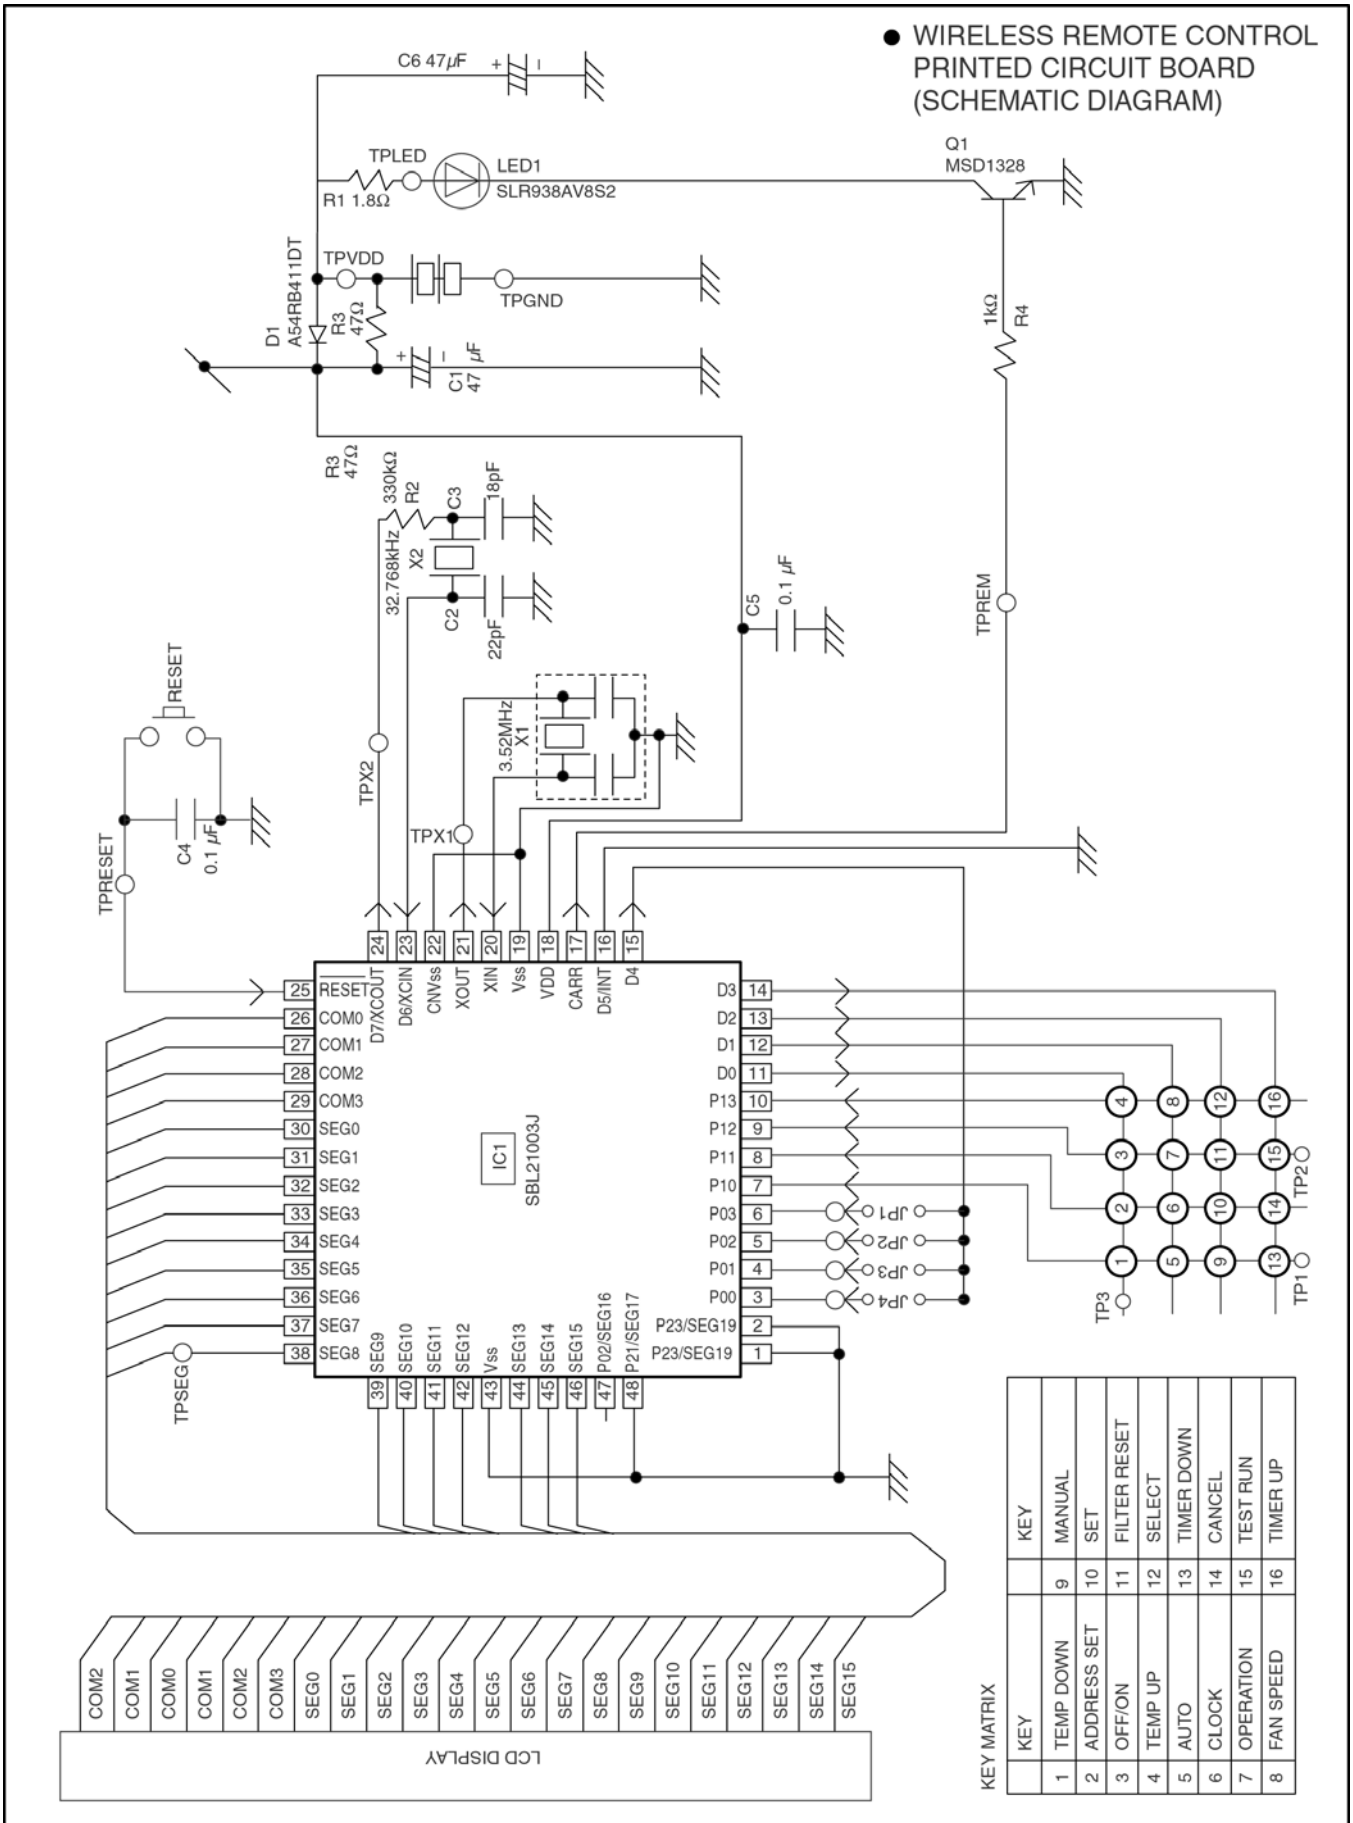 ● WIRELESS REMOTE CONTROL
PRINTED CIRCUIT BOARD
(SCHEMATIC DIAGRAM)
C6 47µF
+
−
TPLED
R1 1.8Ω
LED1
SLR938AV8S2
Q1
MSD1328
D1
A54RB411DT
TPVDD
R3
47Ω
TPGND
+
−
C1
47 µF
1kΩ
R4
R3
47Ω
330kΩ
R2
C3
18pF
32.768kHz
X2
C2
22pF
C5
0.1 µF
TPREM
RESET
TPX2
3.52MHz
X1
TPX1
C4
0.1 µF
TPRESET
24
23
22
21
20
19
18
17
16
15
D7/XCOUT
D6/XCIN
CNVss
XOUT
XIN
Vss
VDD
CARR
D5/INT
D4
25 RESET
26 COM0
27 COM1
28 COM2
29 COM3
30 SEG0
31 SEG1
32 SEG2
33 SEG3
34 SEG4
35 SEG5
36 SEG6
37 SEG7
38 SEG8
TPSEG
IC1
SBL21003J
D3 14
D2 13
D1 12
D0 11
P13 10
P12 9
P11 8
P10 7
P03 6
P02 5
P01 4
P00 3
P23/SEG19 2
P23/SEG19 1
JP1
JP2
JP3
JP4
4 8 12 16
3 7 11 15
2 6 10 14
1 5 9 13
TP2
TP1
TP3
SEG9
SEG10
SEG11
SEG12
Vss
SEG13
SEG14
SEG15
P02/SEG16
P21/SEG17
39
40
41
42
43
44
45
46
47
48
COM2
COM1
COM0
COM1
COM2
COM3
SEG0
SEG1
SEG2
SEG3
SEG4
SEG5
SEG6
SEG7
SEG8
SEG9
SEG10
SEG11
SEG12
SEG13
SEG14
SEG15
LCD DISPLAY
KEY MATRIX
KEY KEY
1 TEMP DOWN 9 MANUAL
2 ADDRESS SET 10 SET
3 OFF/ON 11 FILTER RESET
4 TEMP UP 12 SELECT
5 AUTO 13 TIMER DOWN
6 CLOCK 14 CANCEL
7 OPERATION 15 TEST RUN
8 FAN SPEED 16 TIMER UP